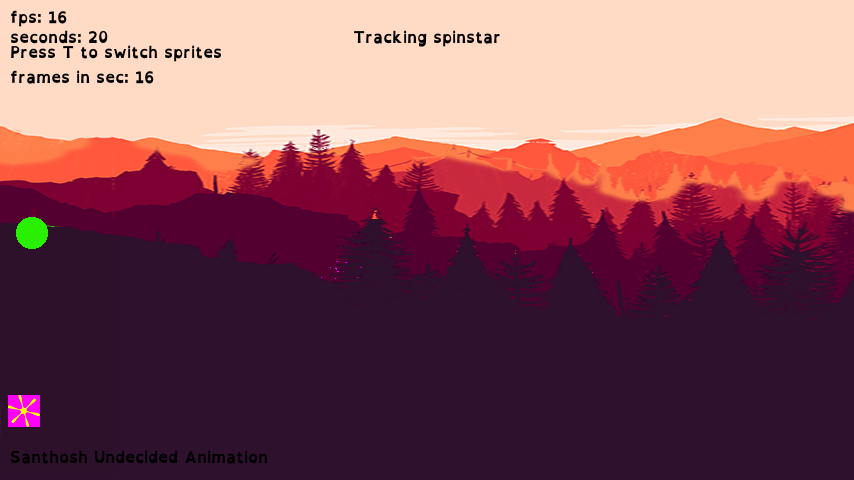 fps: 16
seconds: 20
Tracking spinstar
Press T to switch sprites
frames in sec: 16
Santhosh Undecided Animation